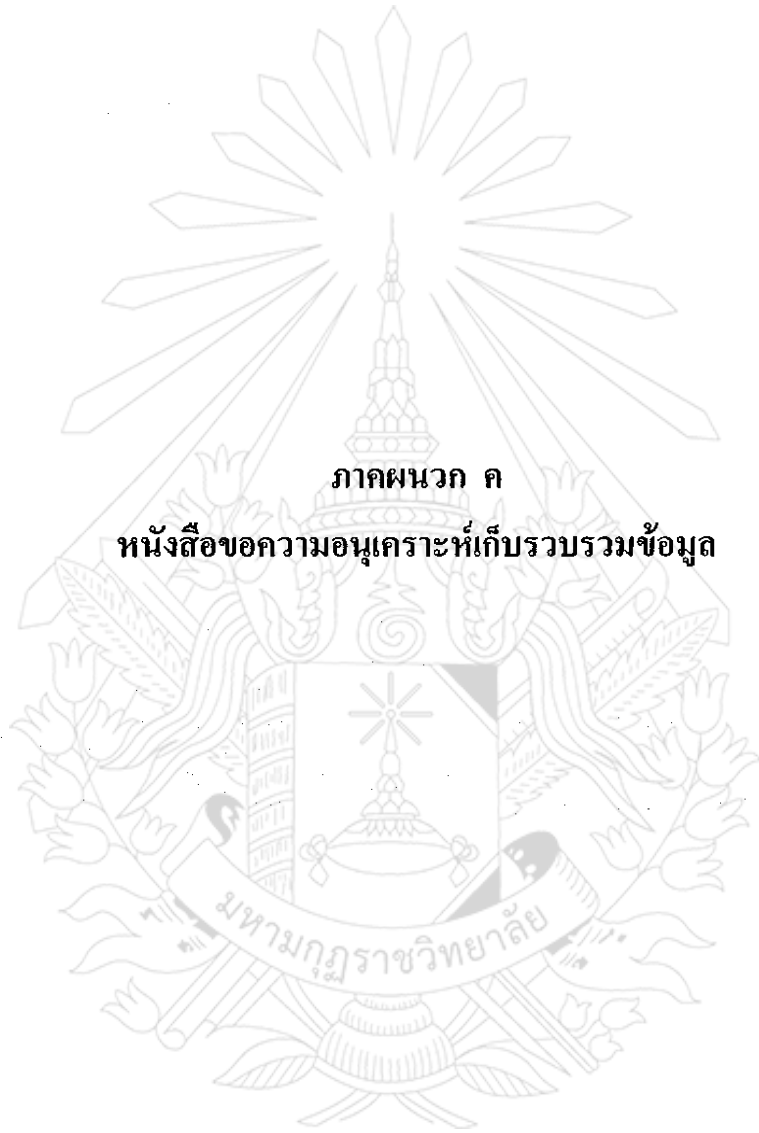 ภาคผนวก ค
หนังสือขอความอนุเคราะห์เก็บรวบรวมข้อมูล
มหามกุฏราชวิทยาลัย